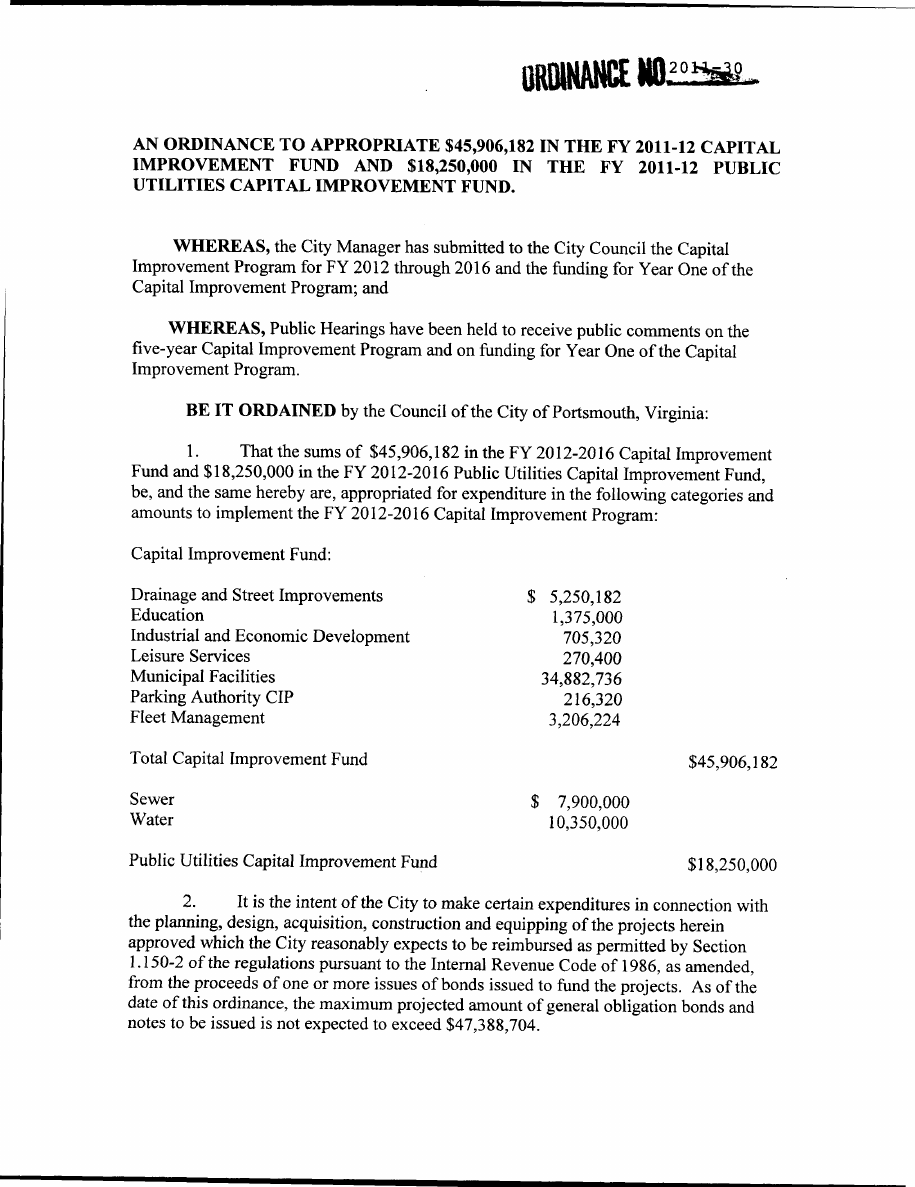 ORDINANCE NO 2011-30
AN ORDINANCE TO APPROPRIATE $45,906,182 IN THE FY 2011-12 CAPITAL
IMPROVEMENT FUND AND $18,250,000 IN THE FY 2011-12 PUBLIC
UTILITIES CAPITAL IMPROVEMENT FUND.
WHEREAS, the City Manager has submitted to the City Council the Capital
Improvement Program for FY 2012 through 2016 and the funding for Year One of the
Capital Improvement Program; and
WHEREAS, Public Hearings have been held to receive public comments on the
five-year Capital Improvement Program and on funding for Year One of the Capital
Improvement Program.
BE IT ORDAINED by the Council of the City of Portsmouth, Virginia:
1. That the sums of $45,906,182 in the FY 2012-2016 Capital Improvement
Fund and $18,250,000 in the FY 2012-2016 Public Utilities Capital Improvement Fund,
be, and the same hereby are, appropriated for expenditure in the following categories and
amounts to implement the FY 2012-2016 Capital Improvement Program:
Capital Improvement Fund:
Drainage and Street Improvements $ 5,250,182
Education 1,375,000
Industrial and Economic Development 705,320
Leisure Services 270,400
Municipal Facilities 34,882,736
Parking Authority CIP 216,320
Fleet Management 3,206,224
Total Capital Improvement Fund $45,906,182
Sewer $ 7,900,000
Water 10,350,000
Public Utilities Capital Improvement Fund $18,250,000
2. It is the intent of the City to make certain expenditures in connection with
the planning, design, acquisition, construction and equipping of the projects herein
approved which the City reasonably expects to be reimbursed as permitted by Section
1.150-2 of the regulations pursuant to the Internal Revenue Code of 1986, as amended,
from the proceeds of one or more issues of bonds issued to fund the projects. As of the
date of this ordinance, the maximum projected amount of general obligation bonds and
notes to be issued is not expected to exceed $47,388,704.